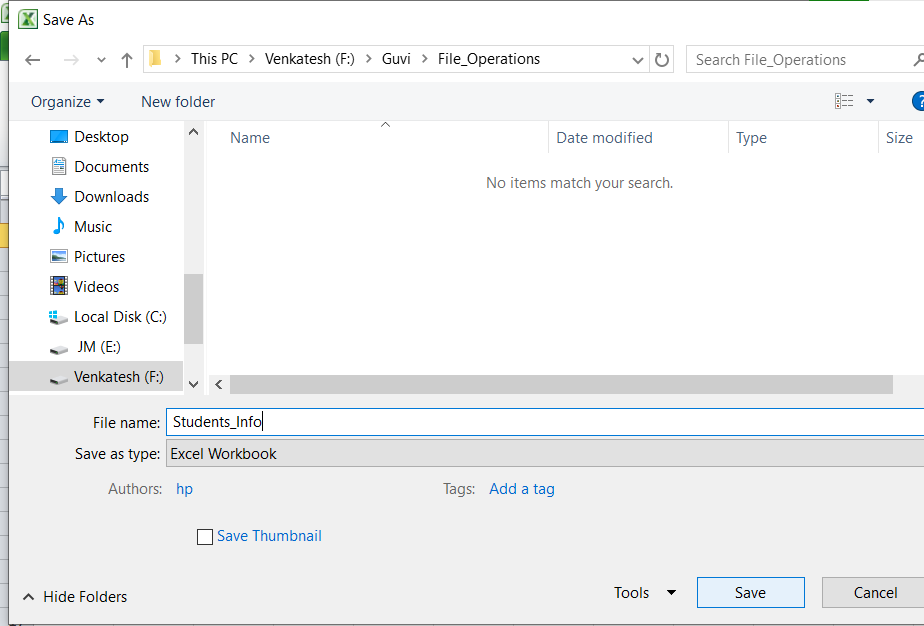 Save As
This PC > Venkatesh (F:) > Guvi > File_Operations
Search File_Operations
Organize
New folder
?
Desktop
Documents
Downloads
Music
Pictures
Videos
Local Disk (C:)
JM (E:)
Venkatesh (F:)
Name
Date modified
Type
Size
No items match your search.
File name: Students_Info
Save as type: Excel Workbook
Authors: hp
Tags: Add a tag
Save Thumbnail
Hide Folders
Tools
Save
Cancel